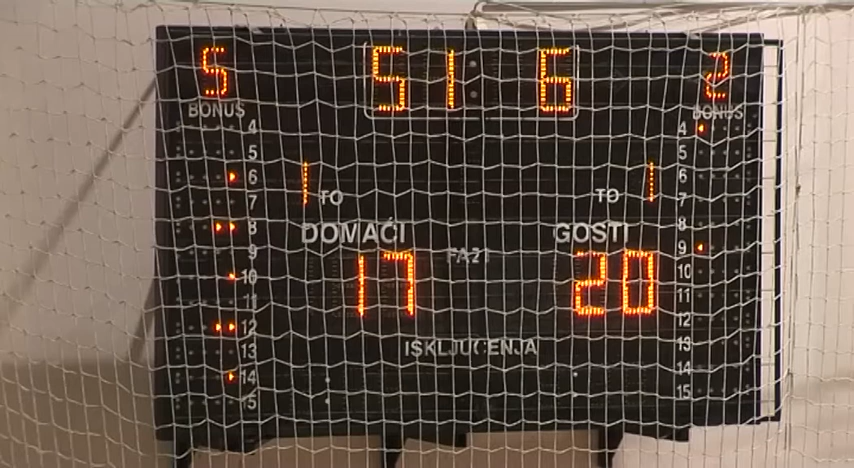 5 51 6 2
BONUS BONUS
4 4
5 5
6 1 1 6
7 TO TO 7
8 DOMAĆI GOSTI 8
9 9
10 17 20 10
11 11
12 12
13 ISKLJUČENJA 13
14 14
15 15